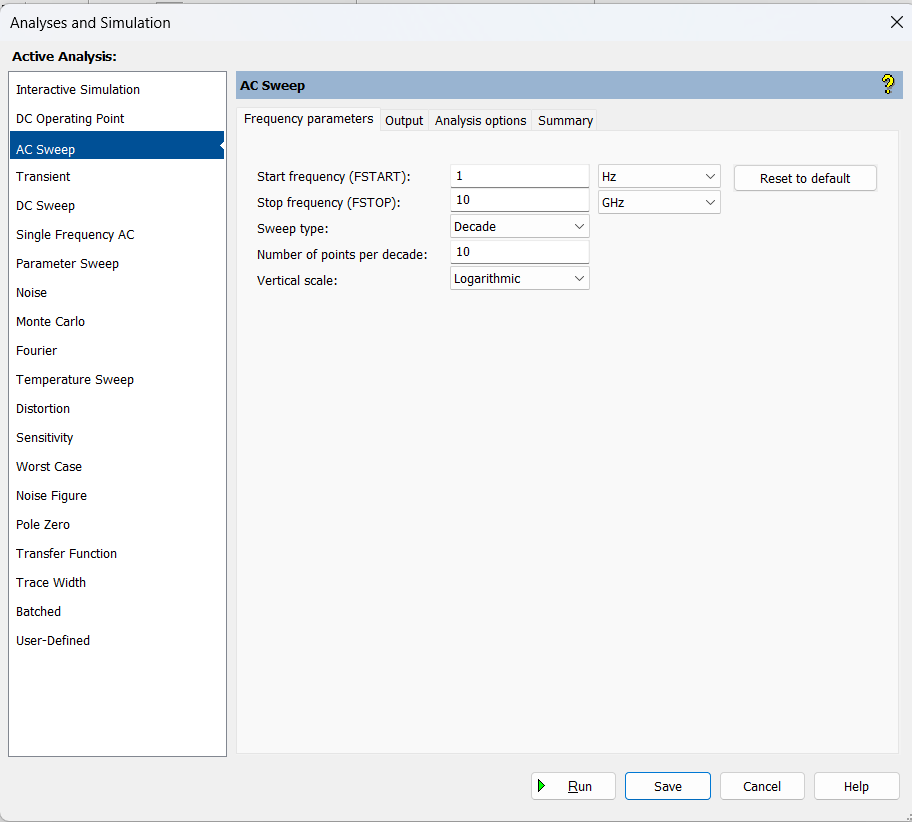 Analyses and Simulation
Active Analysis:
Interactive Simulation
DC Operating Point
AC Sweep
Transient
DC Sweep
Single Frequency AC
Parameter Sweep
Noise
Monte Carlo
Fourier
Temperature Sweep
Distortion
Sensitivity
Worst Case
Noise Figure
Pole Zero
Transfer Function
Trace Width
Batched
User-Defined
AC Sweep
Frequency parameters Output Analysis options Summary
Start frequency (FSTART): 1 Hz Reset to default
Stop frequency (FSTOP): 10 GHz
Sweep type: Decade
Number of points per decade: 10
Vertical scale: Logarithmic
Run Save Cancel Help